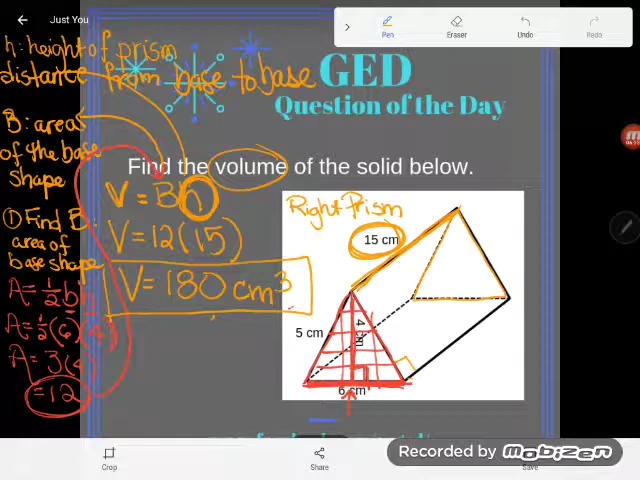 Just You
Pen
Eraser
Undo
Redo
h: height of prism
distance from base to base
GED
Question of the Day
B: areas
of the base
shape
Find the volume of the solid below.
V = Bh
V = 12(15)
V = 180 cm³
① Find B:
area of
base shape
A = ½bh
A = ½(6)(4)
A = 3(4)
= 12
Right Prism
15 cm
5 cm
4 cm
6 cm
Crop
Share
Save
Recorded by
mobizen